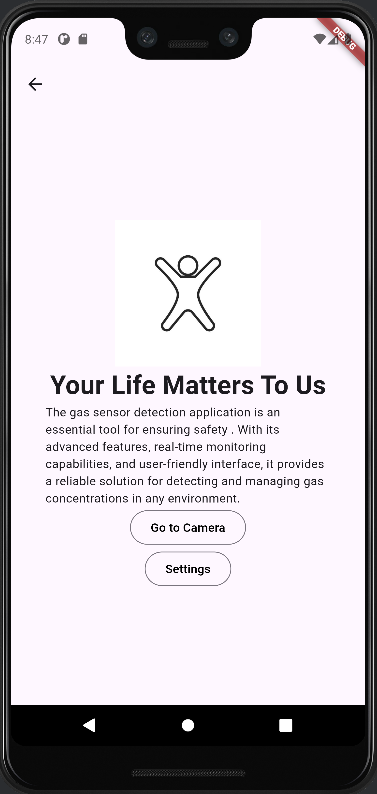 8:47
DEBUG
Your Life Matters To Us
The gas sensor detection application is an
essential tool for ensuring safety . With its
advanced features, real-time monitoring
capabilities, and user-friendly interface, it provides
a reliable solution for detecting and managing gas
concentrations in any environment.
Go to Camera
Settings